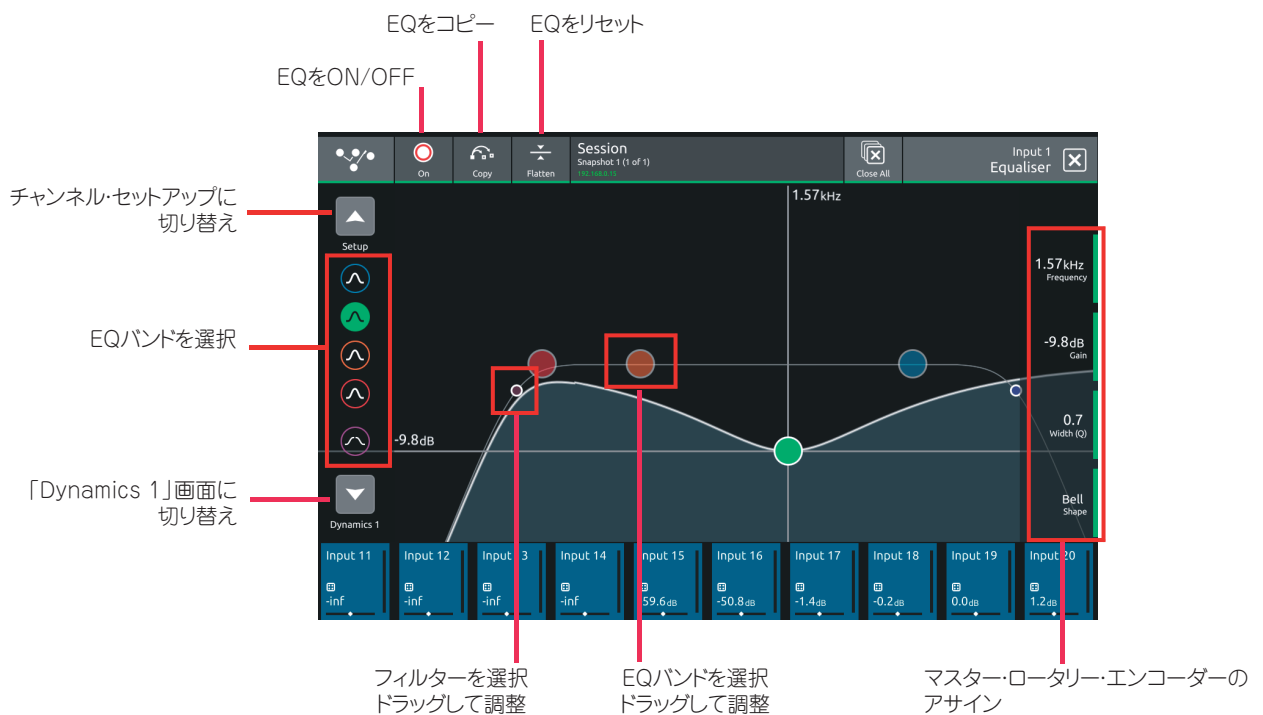 EQをコピー
EQをリセット
EQをON/OFF
On
Copy
Flatten
Session
Snapshot 1 (1 of 1)
192.168.0.15
Close All
Input 1
Equaliser
チャンネル・セットアップに
切り替え
Setup
1.57kHz
1.57kHz
Frequency
EQバンドを選択
-9.8dB
Gain
-9.8dB
0.7
Width (Q)
「Dynamics 1」画面に
切り替え
Dynamics 1
Bell
Shape
Input 11
-inf
Input 12
-inf
Input 3
-inf
Input 14
inf
Input 15
59.6dB
Input 16
-50.8dB
Input 17
-1.4dB
Input 18
-0.2dB
Input 19
0.0dB
Input 20
1.2dB
フィルターを選択
ドラッグして調整
EQバンドを選択
ドラッグして調整
マスター・ロータリー・エンコーダーの
アサイン